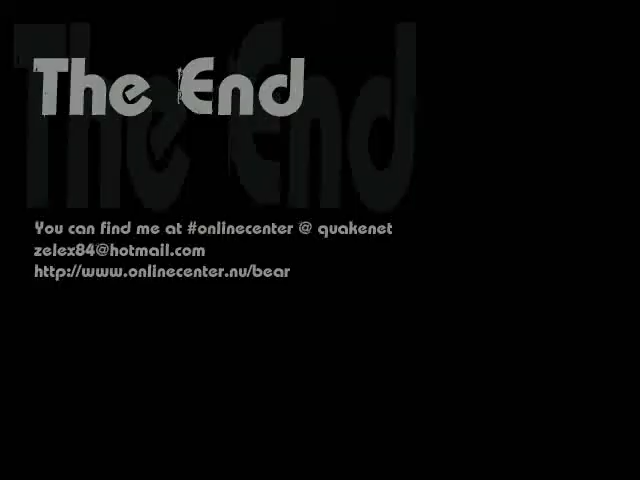 The End
You can find me at #onlinecenter @ quakenet
zelex84@hotmail.com
http://www.onlinecenter.nu/bear